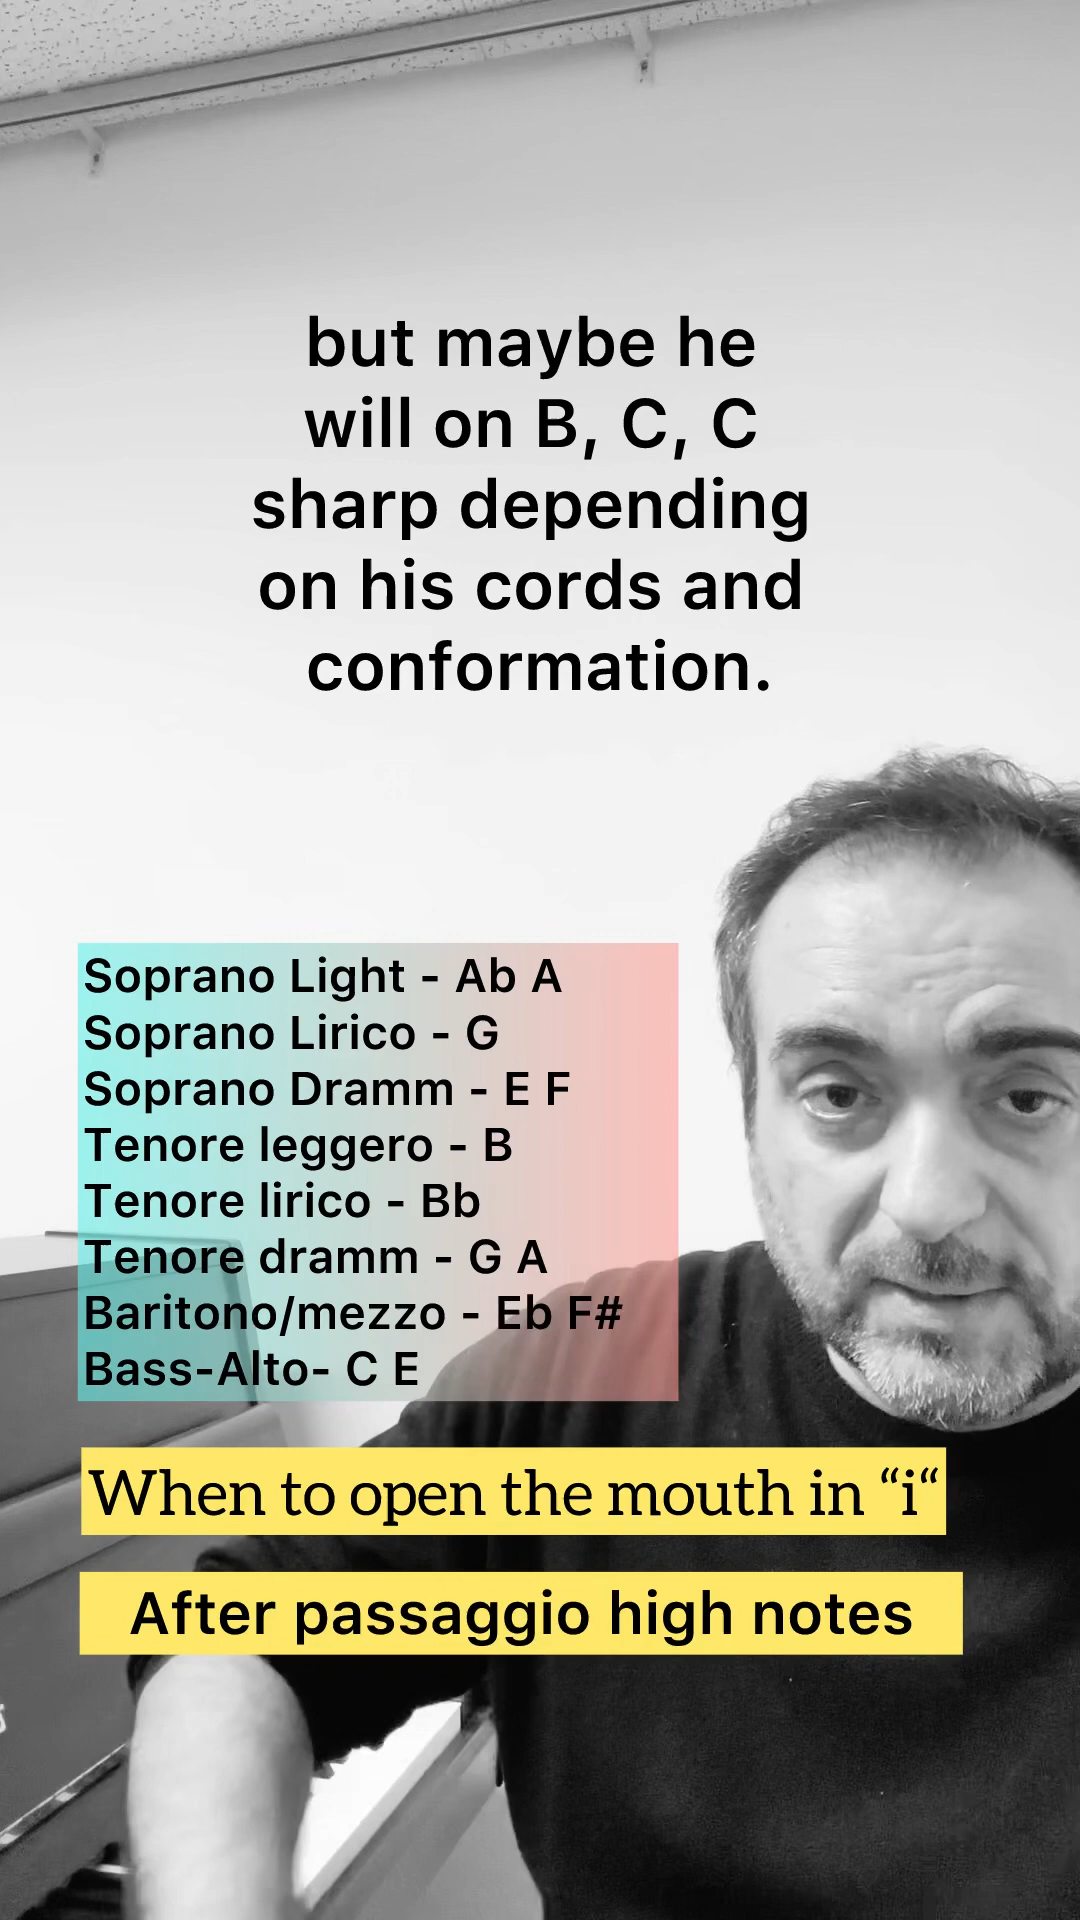 but maybe he
will on B, C, C
sharp depending
on his cords and
conformation.
Soprano Light - Ab A
Soprano Lirico - G
Soprano Dramm - E F
Tenore leggero - B
Tenore lirico - Bb
Tenore dramm - G A
Baritono/mezzo - Eb F#
Bass-Alto- C E
When to open the mouth in “i“
After passaggio high notes